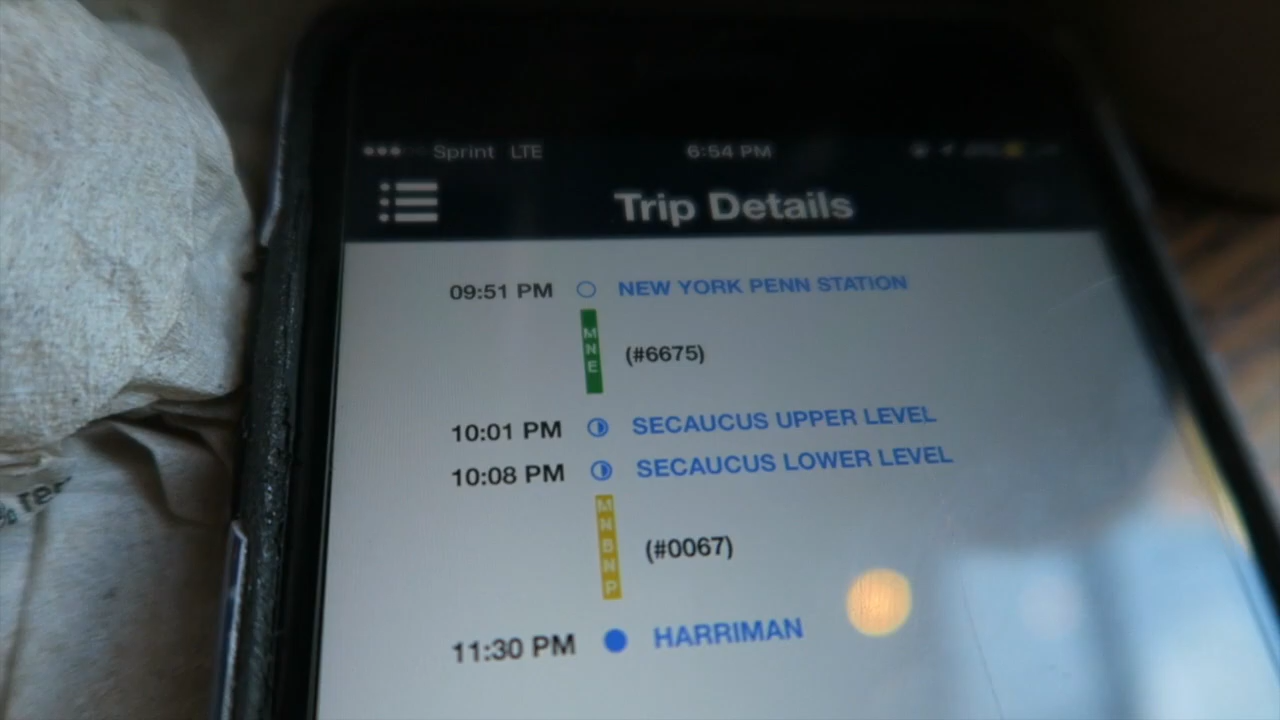 Sprint LTE 6:54 PM
Trip Details
09:51 PM NEW YORK PENN STATION
MNE
(#6675)
10:01 PM SECAUCUS UPPER LEVEL
10:08 PM SECAUCUS LOWER LEVEL
MNBNP
(#0067)
11:30 PM HARRIMAN